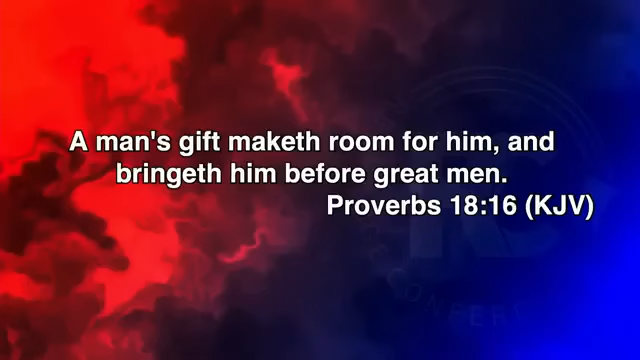 A man's gift maketh room for him, and
bringeth him before great men.
Proverbs 18:16 (KJV)